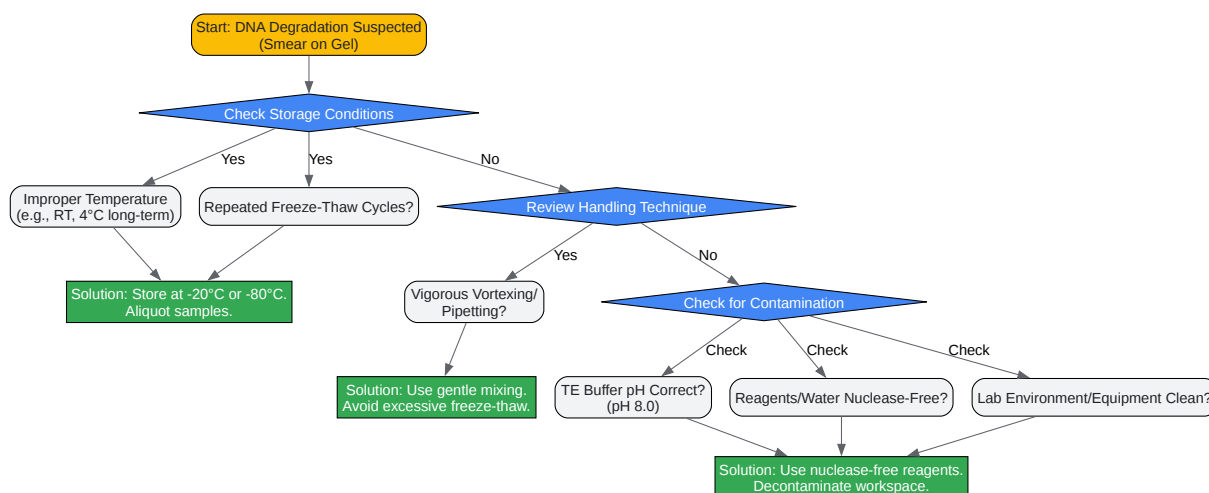 Start: DNA Degradation Suspected
(Smear on Gel)
Check Storage Conditions
Yes
Yes
No
Improper Temperature
(e.g., RT, 4°C long-term)
Repeated Freeze-Thaw Cycles?
Review Handling Technique
Yes
No
Solution: Store at -20°C or -80°C.
Aliquot samples.
Vigorous Vortexing/
Pipetting?
Check for Contamination
Check
Check
Check
Solution: Use gentle mixing.
Avoid excessive freeze-thaw.
TE Buffer pH Correct?
(pH 8.0)
Reagents/Water Nuclease-Free?
Lab Environment/Equipment Clean?
Solution: Use nuclease-free reagents.
Decontaminate workspace.